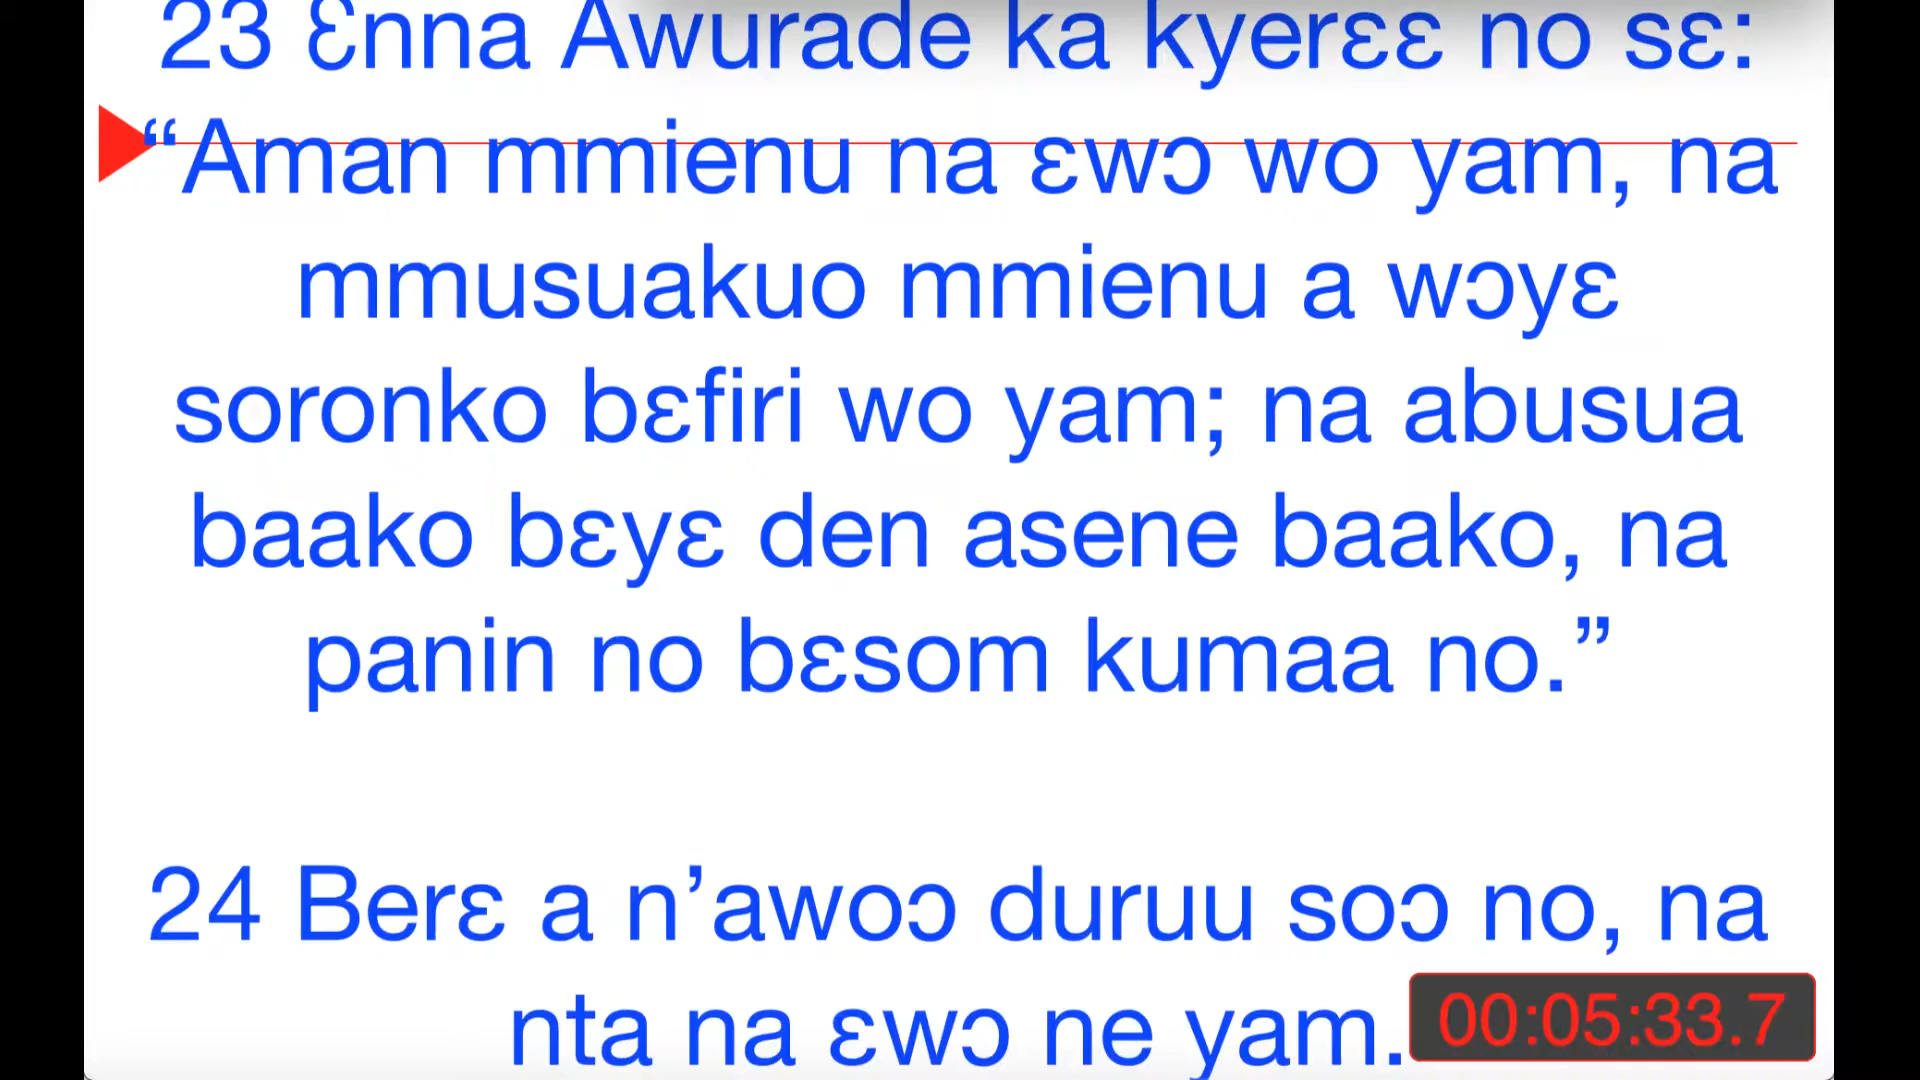 23 Ɛnna Awurade ka kyerɛɛ no sɛ:
“Aman mmienu na ɛwɔ wo yam, na
mmusuakuo mmienu a wɔyɛ
soronko bɛfiri wo yam; na abusua
baako bɛyɛ den asene baako, na
panin no bɛsom kumaa no.”
24 Berɛ a n’awoɔ duruu soɔ no, na
nta na ɛwɔ ne yam.
00:05:33.7